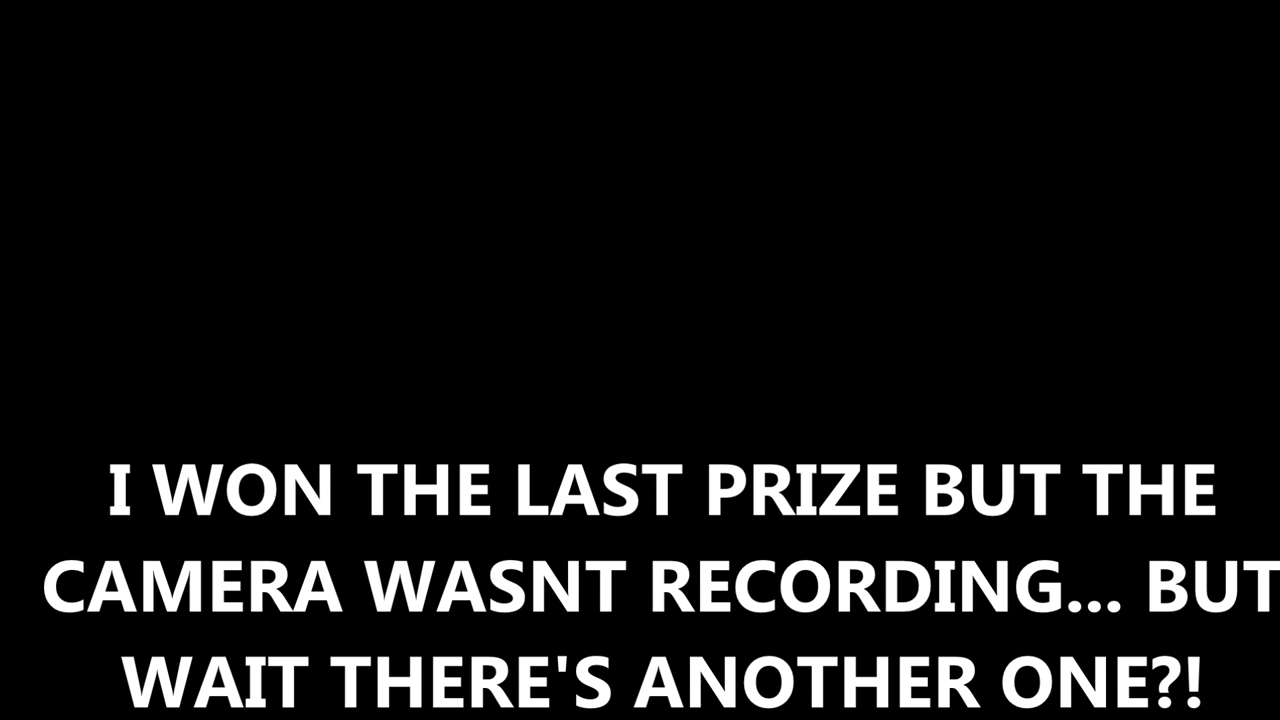 I WON THE LAST PRIZE BUT THE
CAMERA WASNT RECORDING... BUT
WAIT THERE'S ANOTHER ONE?!